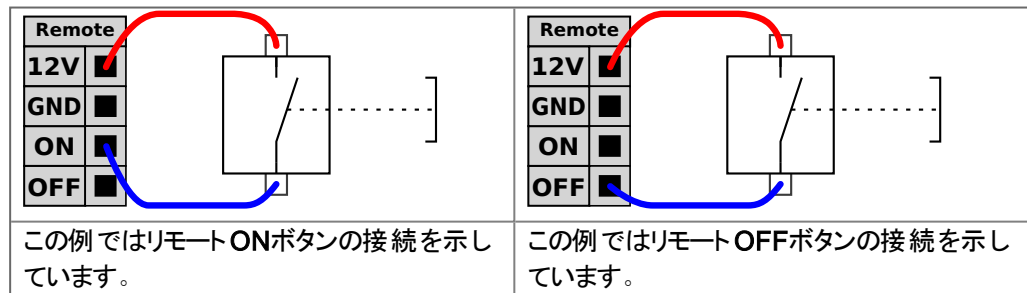 Remote
12V
GND
ON
OFF
この例ではリモートONボタンの接続を示し
ています。
Remote
12V
GND
ON
OFF
この例ではリモートOFFボタンの接続を示し
ています。